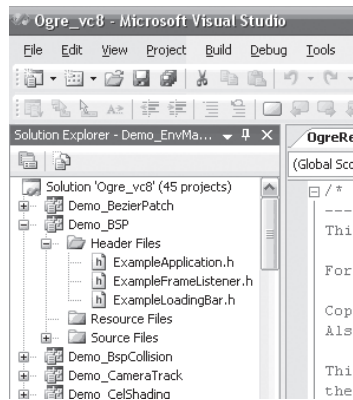 Ogre_vc8 - Microsoft Visual Studio
File Edit View Project Build Debug Tools
Solution Explorer - Demo_EnvMa...
OgreRe
(Global Sco
Solution 'Ogre_vc8' (45 projects)
Demo_BezierPatch
Demo_BSP
Header Files
ExampleApplication.h
ExampleFrameListener.h
ExampleLoadingBar.h
Resource Files
Source Files
Demo_BspCollision
Demo_CameraTrack
Demo_CelShading
/*
----
Thi
For
Cop
Als
Thi
the